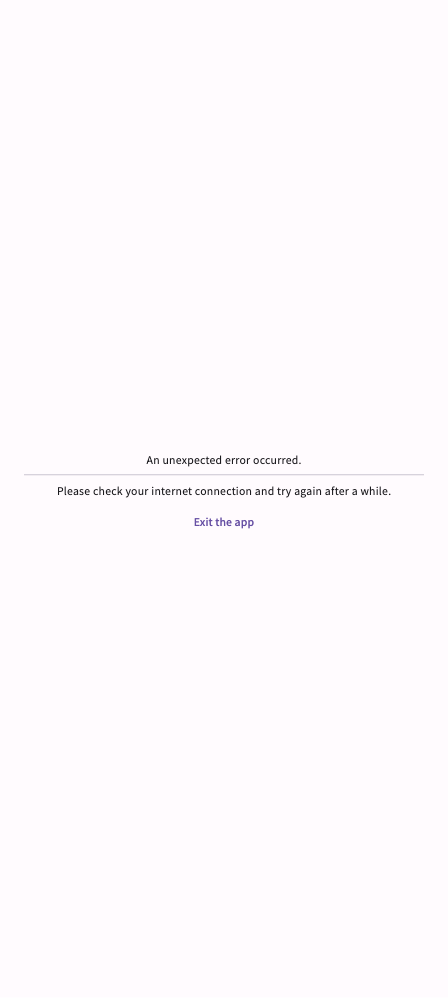 An unexpected error occurred.
Please check your internet connection and try again after a while.
Exit the app